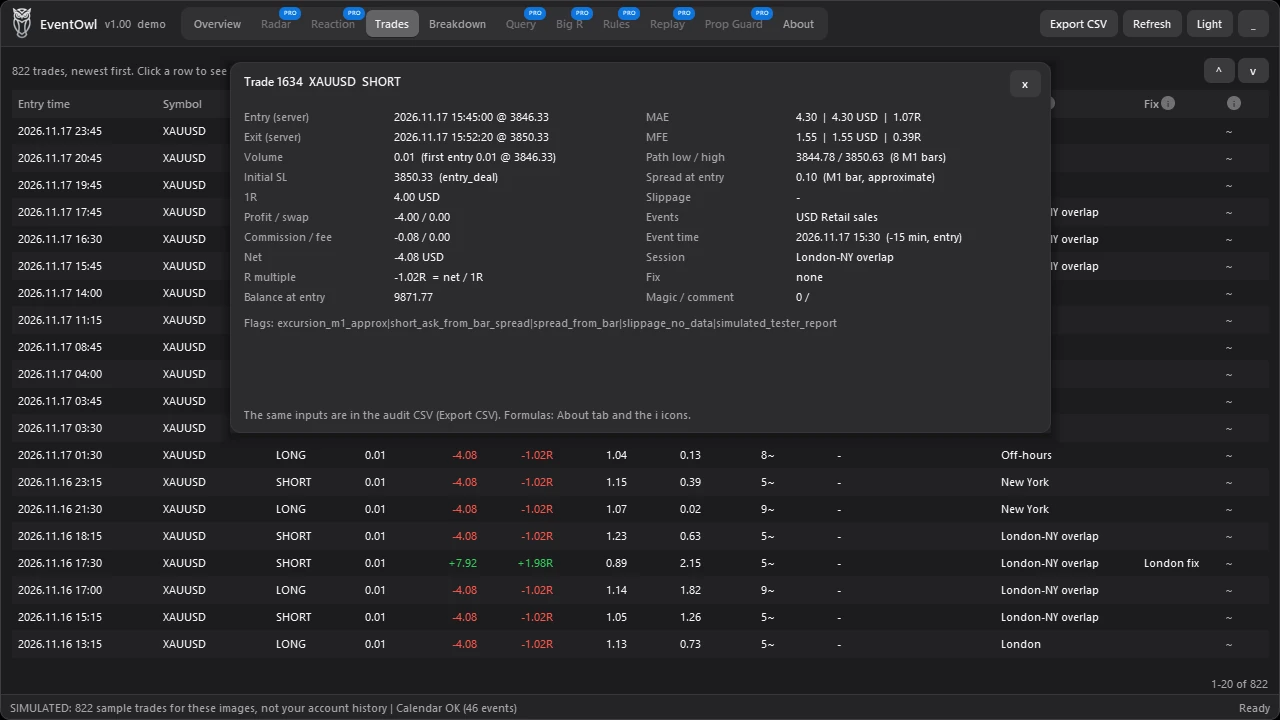 EventOwl v1.00 demo Overview Radar PRO Reaction PRO Trades Breakdown Query PRO Big R PRO Rules PRO Replay PRO Prop Guard PRO About Export CSV Refresh Light _
822 trades, newest first. Click a row to see ^ v
Trade 1634 XAUUSD SHORT x
Entry time Symbol Fix i i
Entry (server) 2026.11.17 15:45:00 @ 3846.33 MAE 4.30 | 4.30 USD | 1.07R
Exit (server) 2026.11.17 15:52:20 @ 3850.33 MFE 1.55 | 1.55 USD | 0.39R
Volume 0.01 (first entry 0.01 @ 3846.33) Path low / high 3844.78 / 3850.63 (8 M1 bars)
Initial SL 3850.33 (entry_deal) Spread at entry 0.10 (M1 bar, approximate)
1R 4.00 USD Slippage -
Profit / swap -4.00 / 0.00 Events USD Retail sales
Commission / fee -0.08 / 0.00 Event time 2026.11.17 15:30 (-15 min, entry)
Net -4.08 USD Session London-NY overlap
R multiple -1.02R = net / 1R Fix none
Balance at entry 9871.77 Magic / comment 0 /
Flags: excursion_m1_approx|short_ask_from_bar_spread|spread_from_bar|slippage_no_data|simulated_tester_report
The same inputs are in the audit CSV (Export CSV). Formulas: About tab and the i icons.
2026.11.17 23:45 XAUUSD ~
2026.11.17 20:45 XAUUSD ~
2026.11.17 19:45 XAUUSD ~
2026.11.17 17:45 XAUUSD NY overlap ~
2026.11.17 16:30 XAUUSD NY overlap ~
2026.11.17 15:45 XAUUSD NY overlap ~
2026.11.17 14:00 XAUUSD ~
2026.11.17 11:15 XAUUSD ~
2026.11.17 08:45 XAUUSD ~
2026.11.17 04:00 XAUUSD ~
2026.11.17 03:45 XAUUSD ~
2026.11.17 03:30 XAUUSD ~
2026.11.17 01:30 XAUUSD LONG 0.01 -4.08 -1.02R 1.04 0.13 8~ - Off-hours ~
2026.11.16 23:15 XAUUSD SHORT 0.01 -4.08 -1.02R 1.15 0.39 5~ - New York ~
2026.11.16 21:30 XAUUSD LONG 0.01 -4.08 -1.02R 1.07 0.02 9~ - New York ~
2026.11.16 18:15 XAUUSD SHORT 0.01 -4.08 -1.02R 1.23 0.63 5~ - London-NY overlap ~
2026.11.16 17:30 XAUUSD SHORT 0.01 +7.92 +1.98R 0.89 2.15 5~ - London-NY overlap London fix ~
2026.11.16 17:00 XAUUSD LONG 0.01 -4.08 -1.02R 1.14 1.82 9~ - London-NY overlap ~
2026.11.16 15:15 XAUUSD SHORT 0.01 -4.08 -1.02R 1.05 1.26 5~ - London-NY overlap ~
2026.11.16 13:15 XAUUSD LONG 0.01 -4.08 -1.02R 1.13 0.73 5~ - London ~
1-20 of 822
SIMULATED: 822 sample trades for these images, not your account history | Calendar OK (46 events) Ready